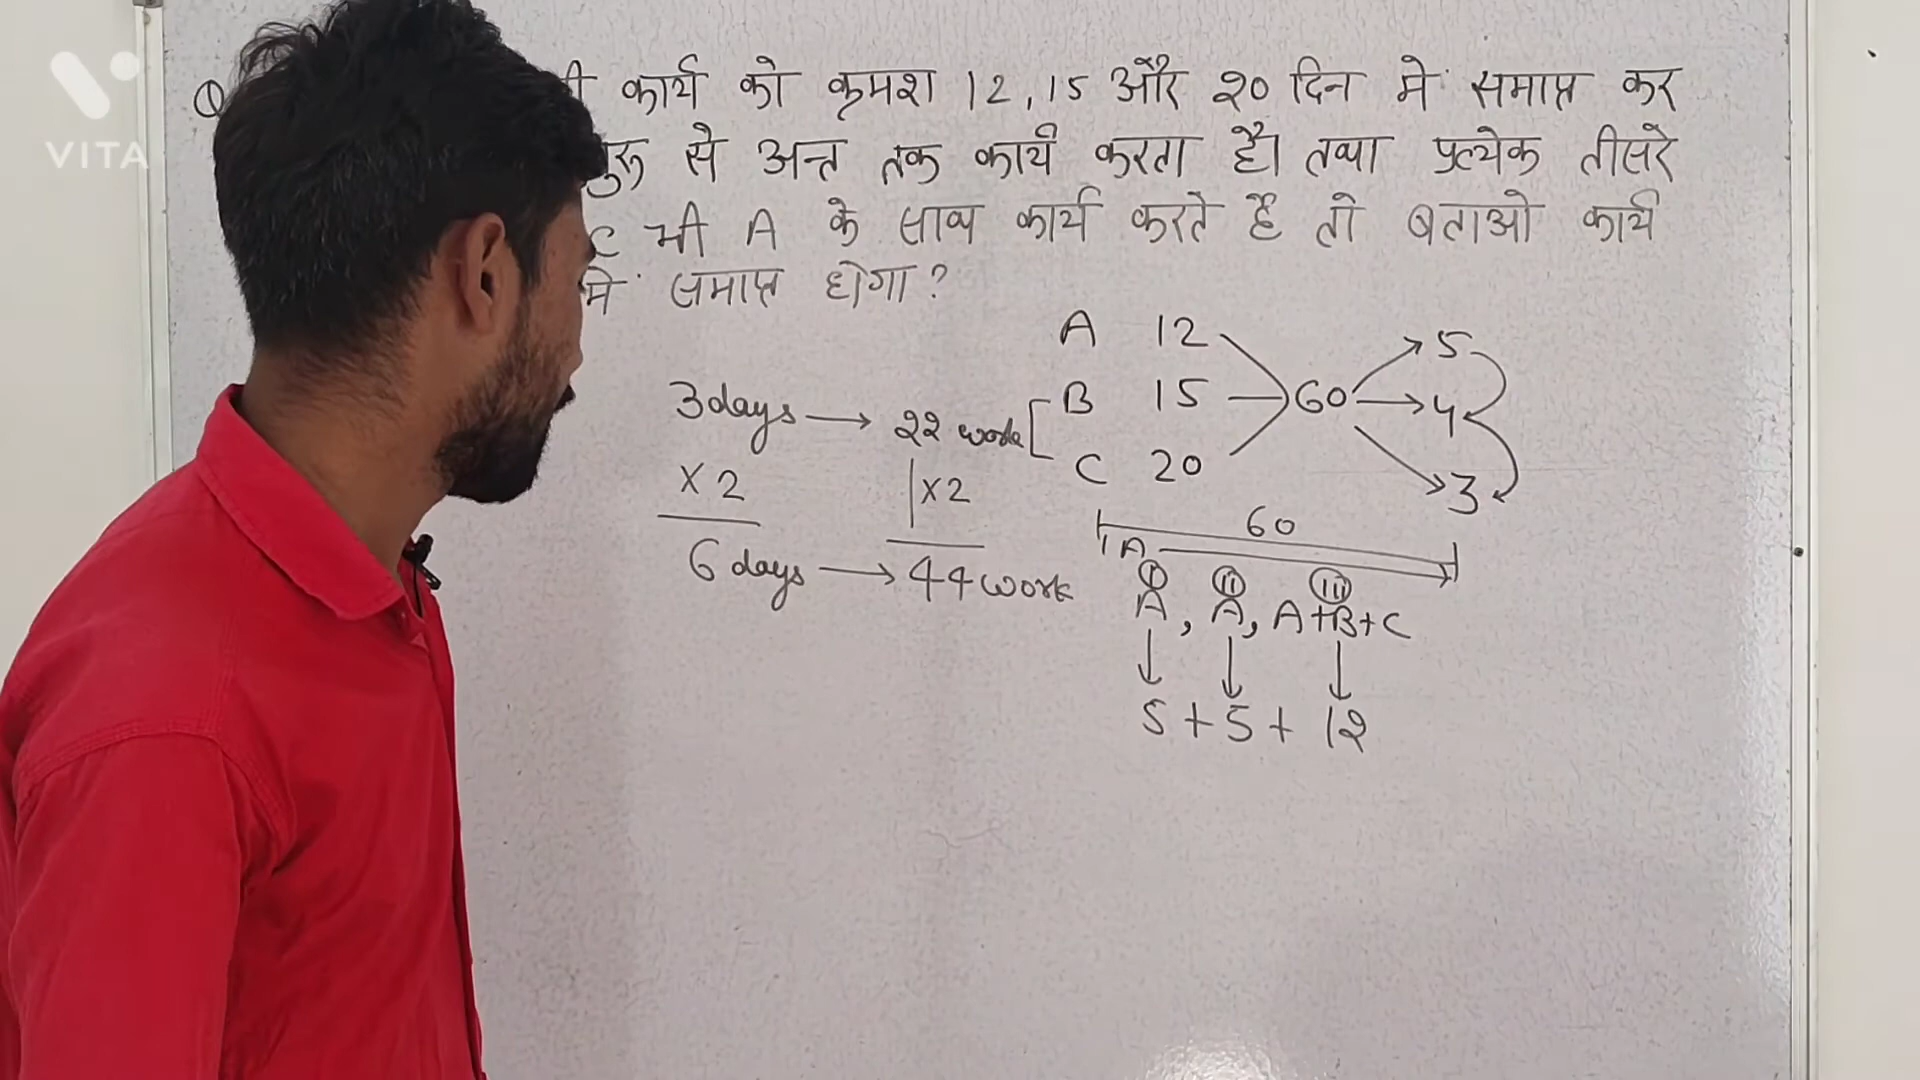 VITA
Q
कार्य को क्रमश 12, 15 और 20 दिन मे समाप्त कर
से अन्त तक कार्य करता है। तथा प्रत्येक तीसरे
C भी A के साथ कार्य करते है तो बताओ कार्य
मे समाप्त होगा ?
A 12
B 15
C 20
60
5
4
3
3 days → 22 work
× 2 | × 2
6 days → 44 work
60
A
I II III
A, A, A+B+C
↓ ↓ ↓
5 + 5 + 12